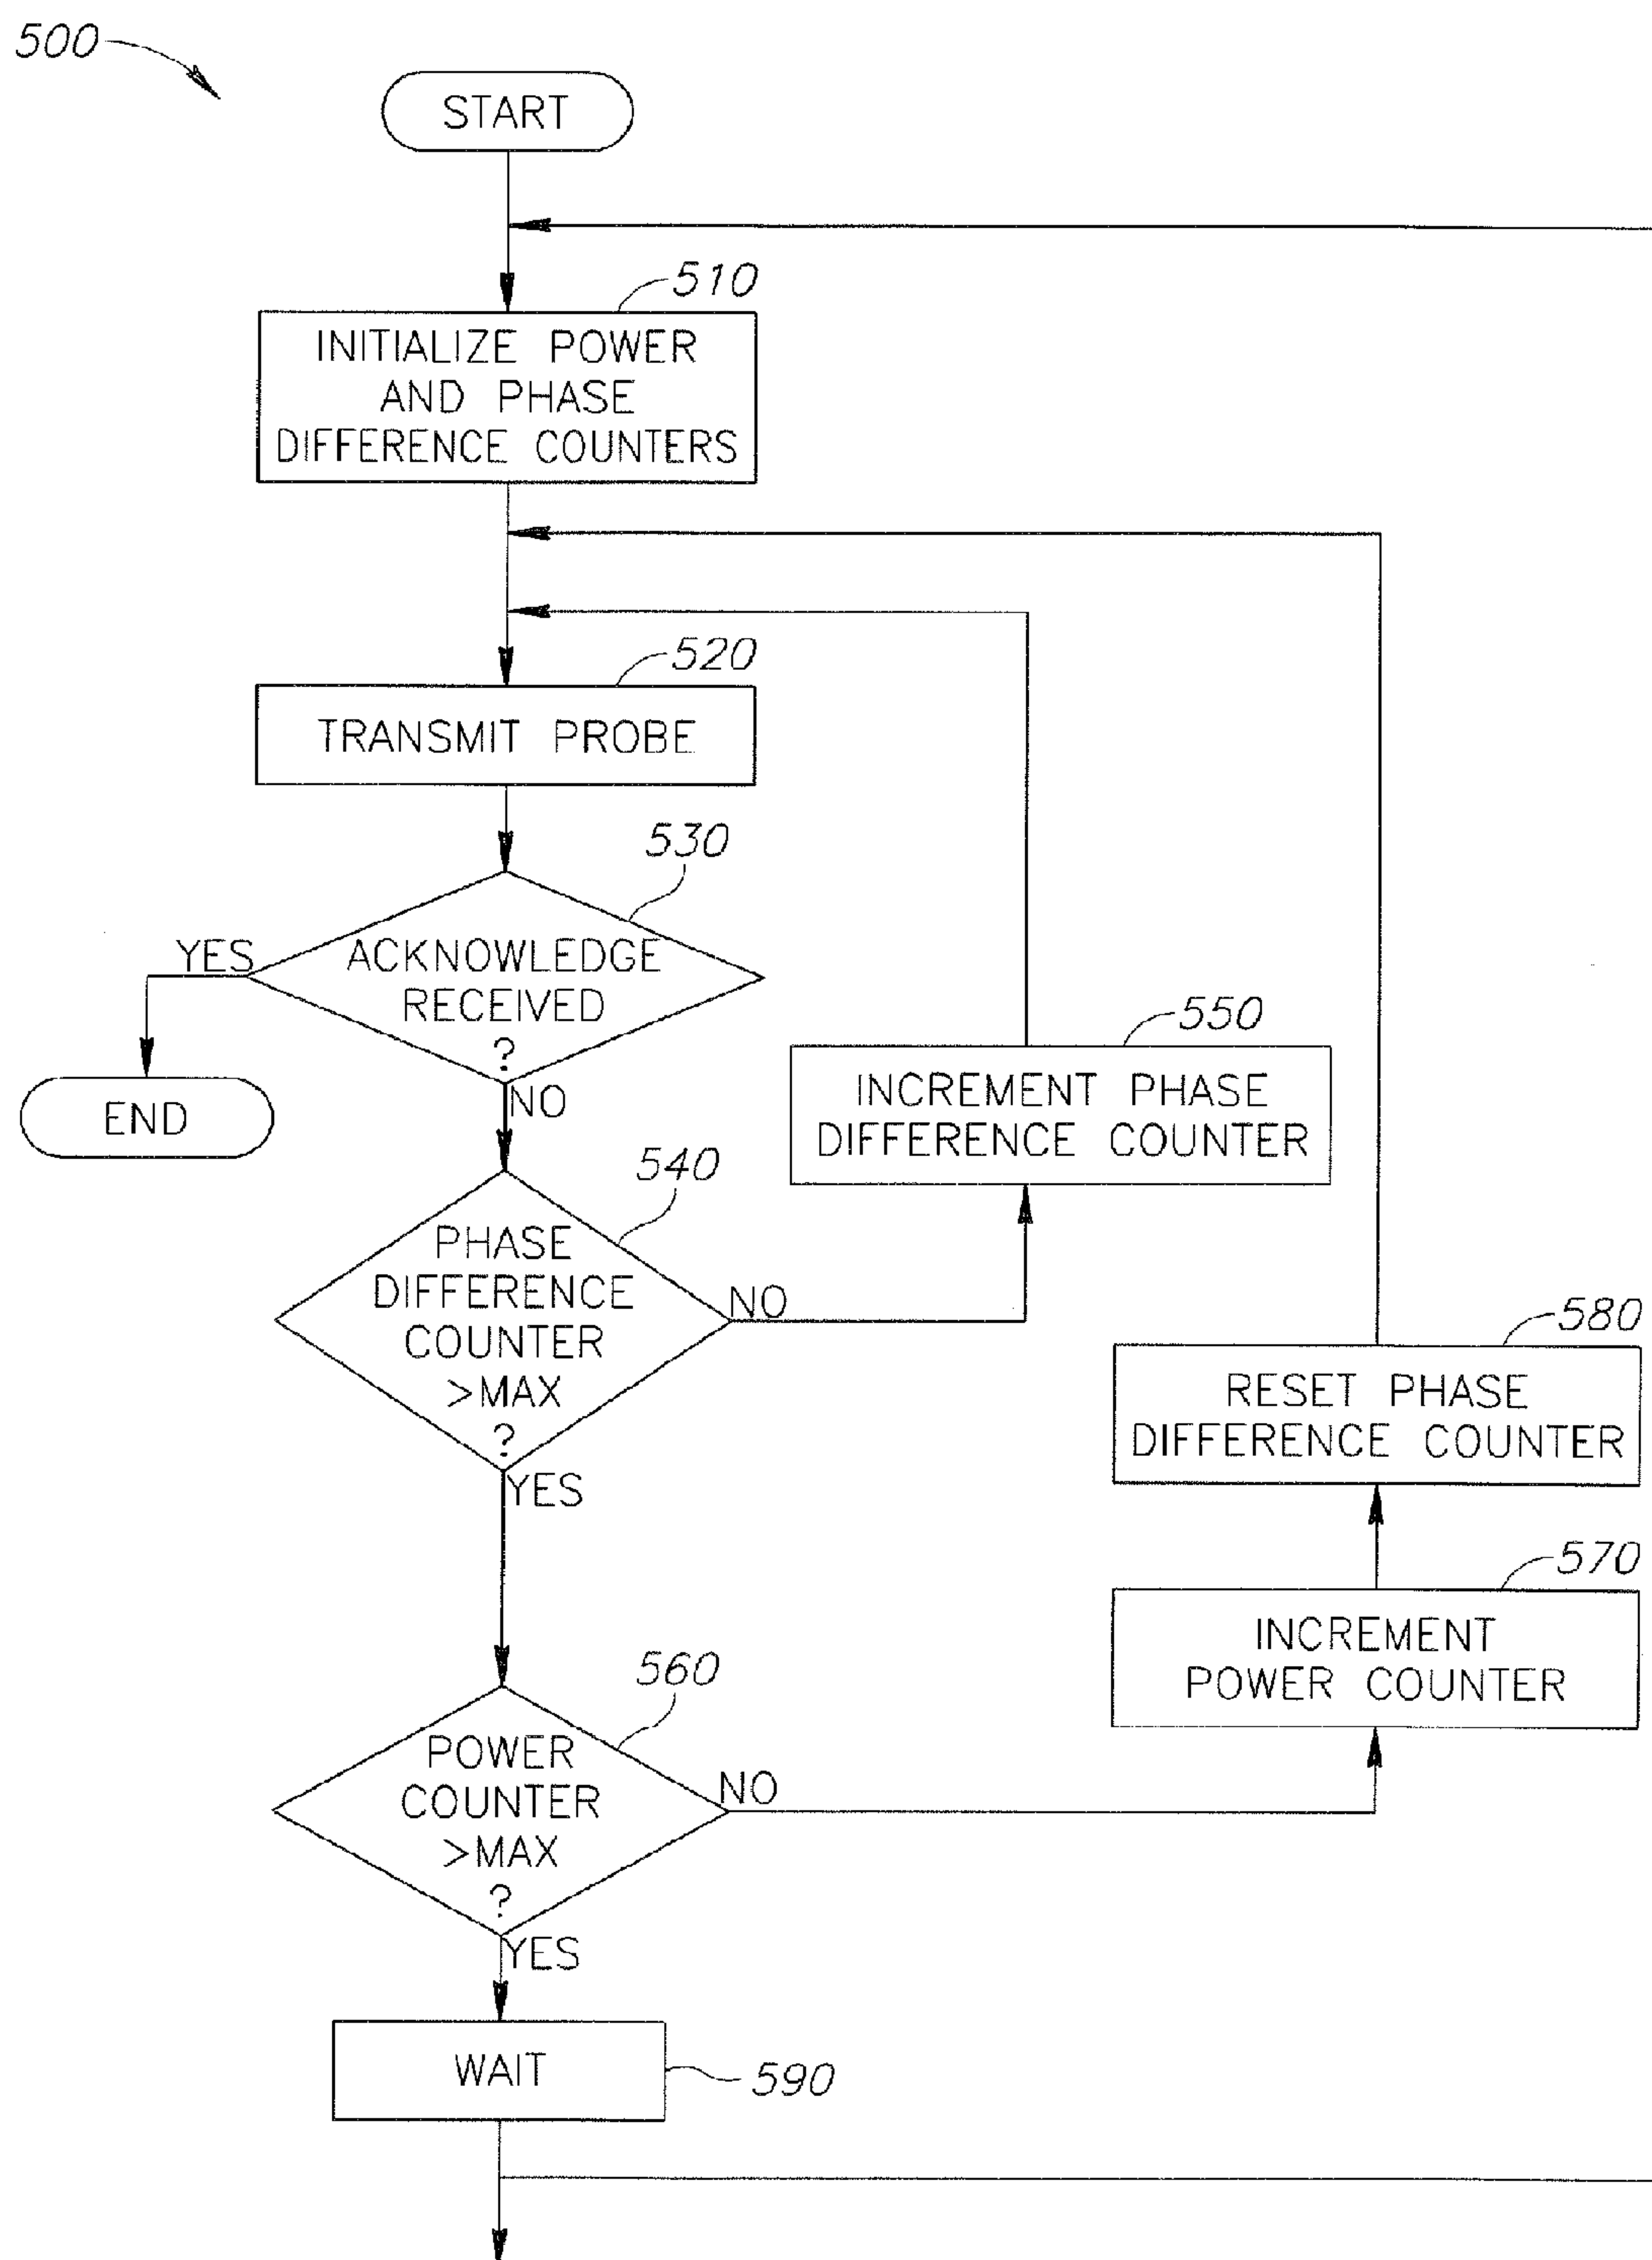 500
START
510
INITIALIZE POWER
AND PHASE
DIFFERENCE COUNTERS
520
TRANSMIT PROBE
530
YES
ACKNOWLEDGE
RECEIVED
?
END
NO
550
INCREMENT PHASE
DIFFERENCE COUNTER
540
PHASE
DIFFERENCE
COUNTER
>MAX
?
NO
YES
580
RESET PHASE
DIFFERENCE COUNTER
570
INCREMENT
POWER COUNTER
560
POWER
COUNTER
>MAX
?
NO
YES
WAIT
590